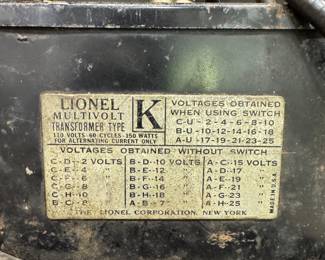 LIONEL
MULTIVOLT
TRANSFORMER TYPE
K
110 VOLTS-60 CYCLES-150 WATTS
FOR ALTERNATING CURRENT ONLY
VOLTAGES OBTAINED
WHEN USING SWITCH
C-U-2-4-6-8-10
B-U-10-12-14-16-18
A-U-17-19-21-23-25
VOLTAGES OBTAINED WITHOUT SWITCH
C-D-2 VOLTS B-D-10 VOLTS A-C-15 VOLTS
C-E-4 B-E-12 A-D-17
C-F-6 B-F-14 A-E-19
C-G-8 B-G-16 A-F-21
C-H-10 B-H-18 A-G-23
B-C-8 A-B-7 A-H-25
THE LIONEL CORPORATION, NEW YORK
MADE IN U.S.A.